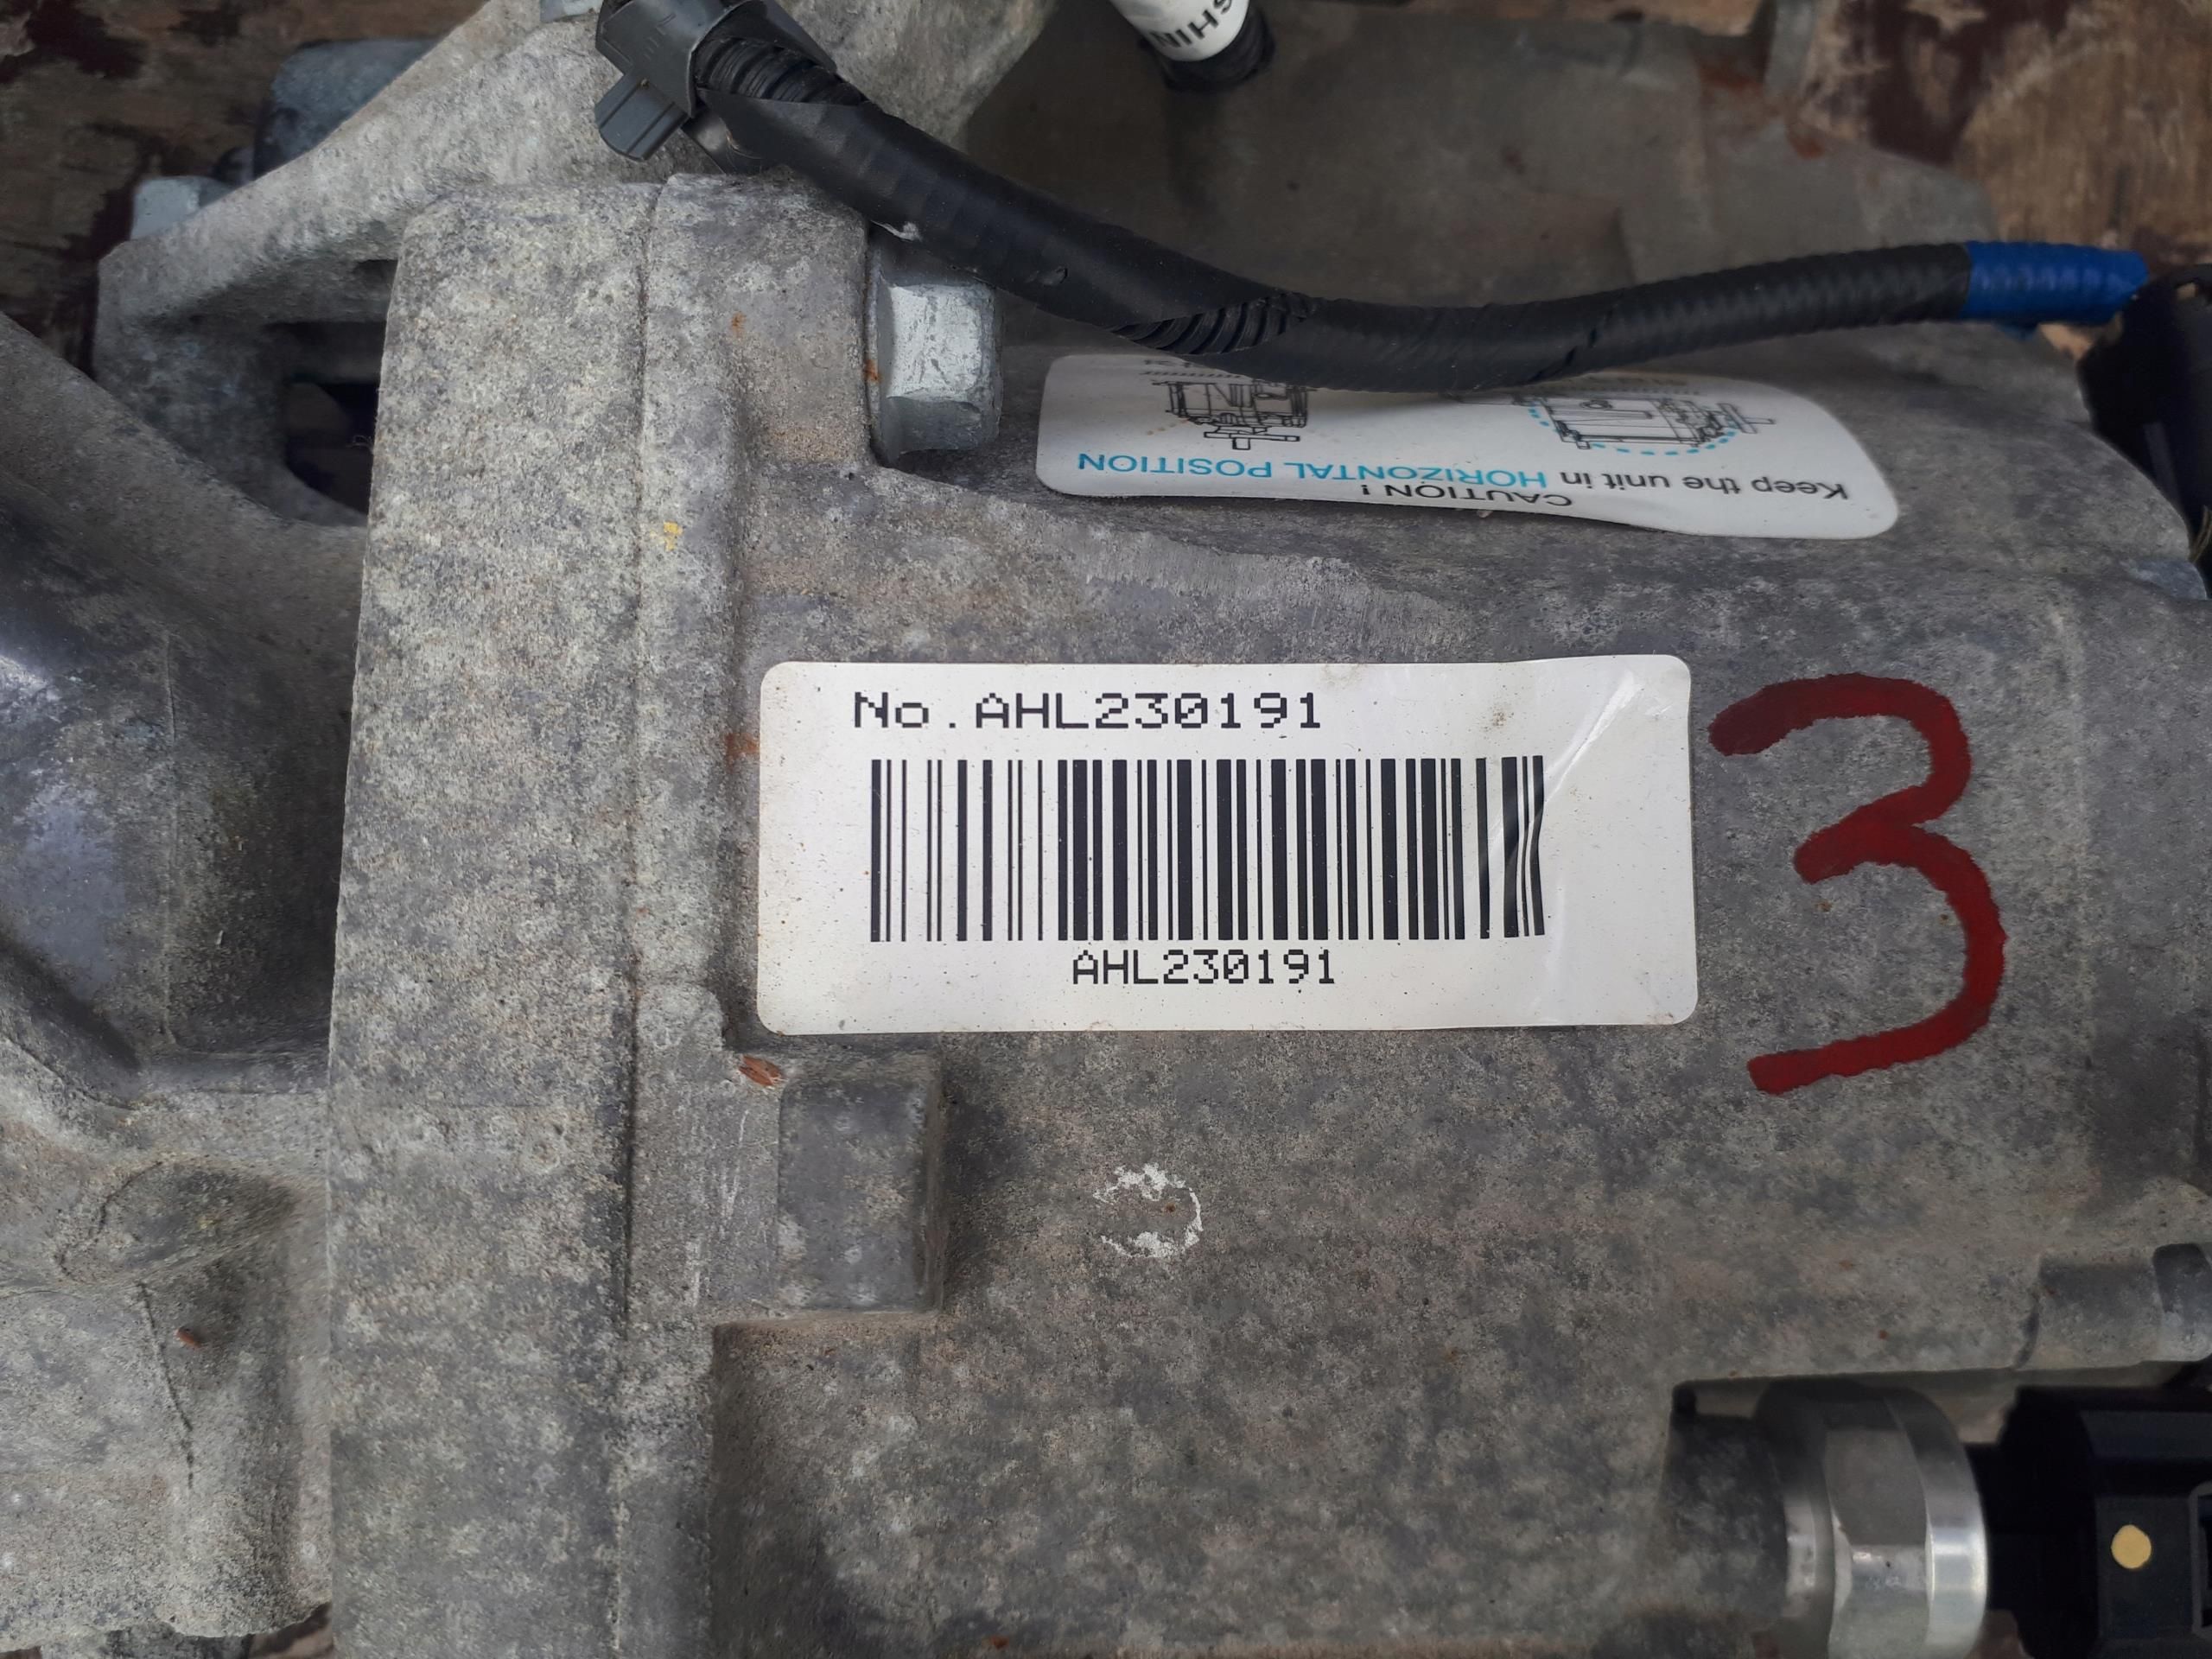 CAUTION !
Keep the unit in HORIZONTAL POSITION
No.AHL230191
AHL230191
3